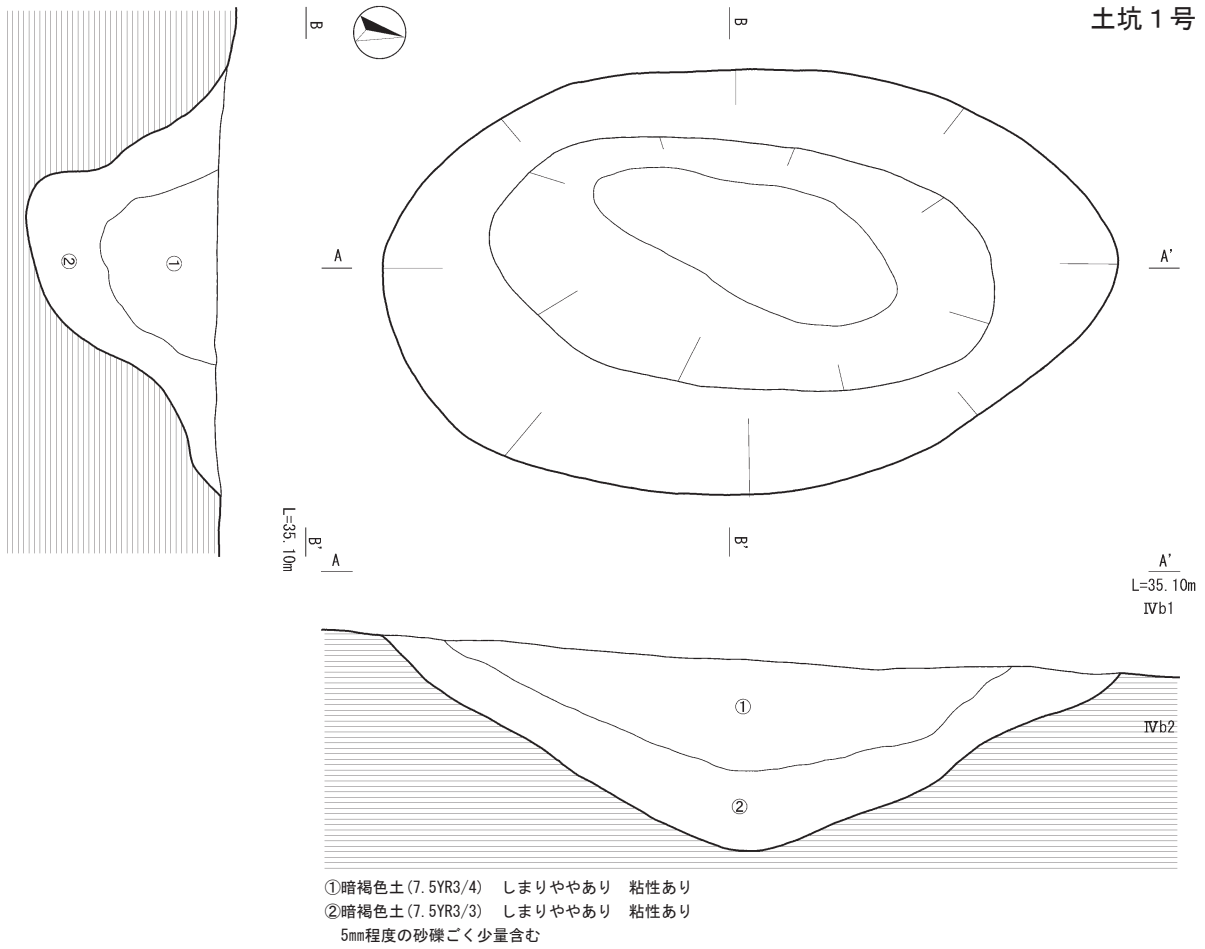 土坑１号
B
B
A
A'
②
①
L=35.10m
B'
B'
A
A'
L=35.10m
Ⅳb1
①
Ⅳb2
②
①暗褐色土(7.5YR3/4)　しまりややあり　粘性あり
②暗褐色土(7.5YR3/3)　しまりややあり　粘性あり
5㎜程度の砂礫ごく少量含む